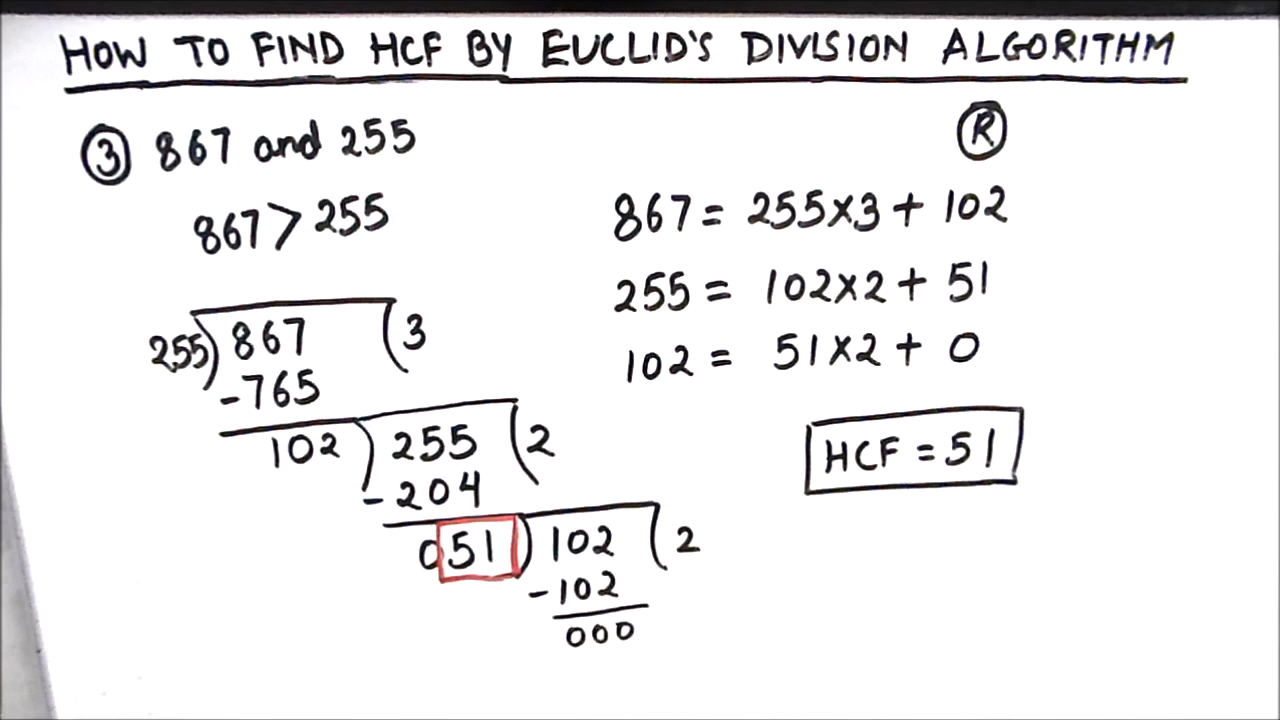 HOW TO FIND HCF BY EUCLID'S DIVISION ALGORITHM
③ 867 and 255
867 > 255
255) 867 (3
-765
102) 255 (2
-204
051) 102 (2
-102
000
Ⓡ
867 = 255×3 + 102
255 = 102×2 + 51
102 = 51×2 + 0
HCF = 51